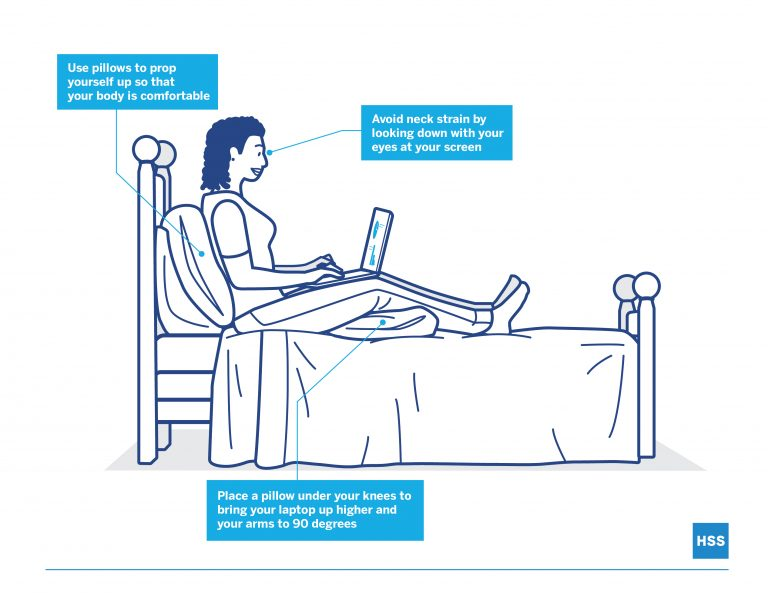 Use pillows to prop
yourself up so that
your body is comfortable
Avoid neck strain by
looking down with your
eyes at your screen
Place a pillow under your knees to
bring your laptop up higher and
your arms to 90 degrees
HSS